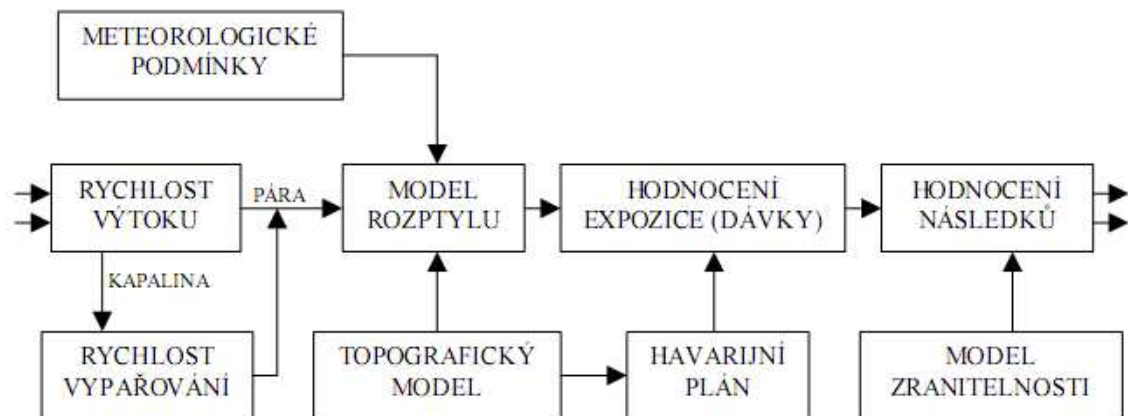 METEOROLOGICKÉ
PODMÍNKY
RYCHLOST
VÝTOKU
PÁRA
MODEL
ROZPTYLU
HODNOCENÍ
EXPOZICE (DÁVKY)
HODNOCENÍ
NÁSLEDKŮ
KAPALINA
RYCHLOST
VYPAŘOVÁNÍ
TOPOGRAFICKÝ
MODEL
HAVARIJNÍ
PLÁN
MODEL
ZRANITELNOSTI